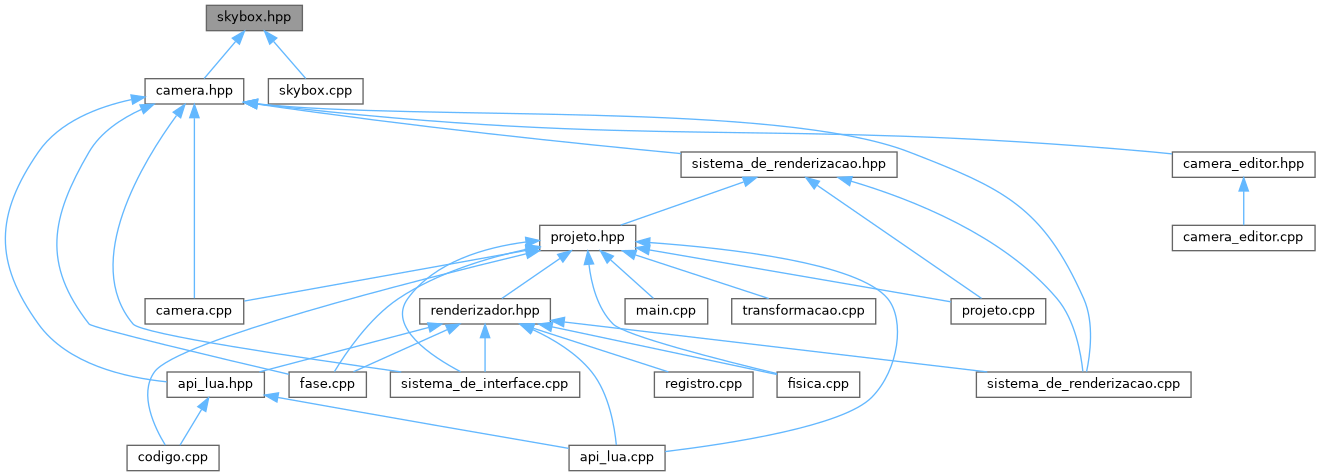 skybox.hpp
camera.hpp
skybox.cpp
sistema_de_renderizacao.hpp
camera_editor.hpp
projeto.hpp
camera_editor.cpp
camera.cpp
renderizador.hpp
main.cpp
transformacao.cpp
projeto.cpp
api_lua.hpp
fase.cpp
sistema_de_interface.cpp
registro.cpp
fisica.cpp
sistema_de_renderizacao.cpp
codigo.cpp
api_lua.cpp